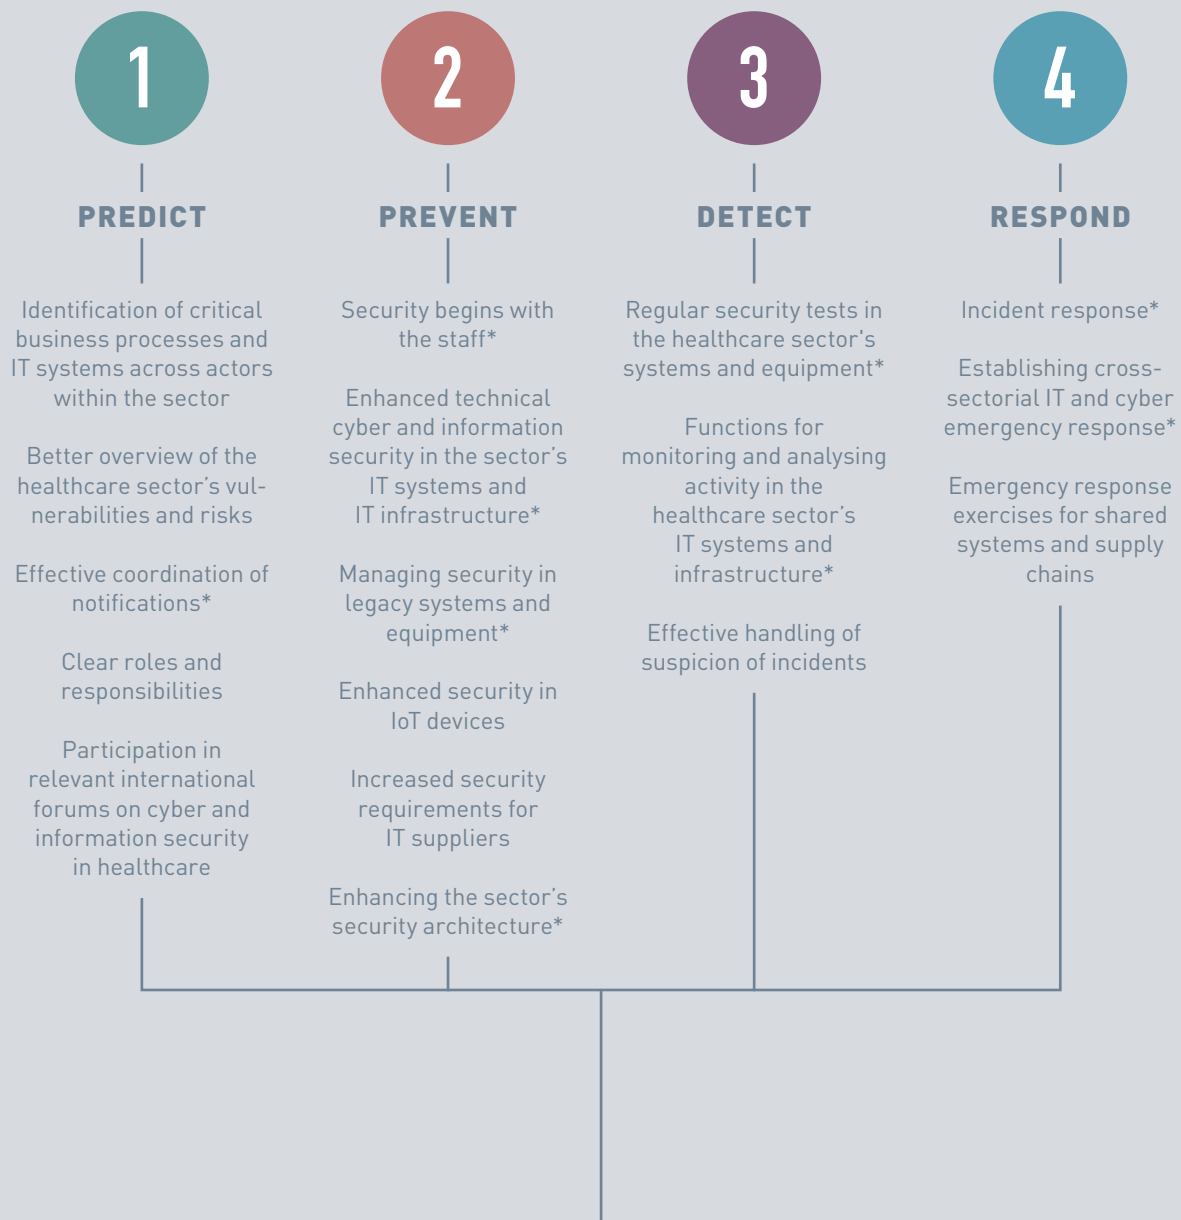 1
PREDICT
Identification of critical
business processes and
IT systems across actors
within the sector
Better overview of the
healthcare sector’s vul-
nerabilities and risks
Effective coordination of
notifications*
Clear roles and
responsibilities
Participation in
relevant international
forums on cyber and
information security
in healthcare
2
PREVENT
Security begins with
the staff*
Enhanced technical
cyber and information
security in the sector’s
IT systems and
IT infrastructure*
Managing security in
legacy systems and
equipment*
Enhanced security in
IoT devices
Increased security
requirements for
IT suppliers
Enhancing the sector’s
security architecture*
3
DETECT
Regular security tests in
the healthcare sector's
systems and equipment*
Functions for
monitoring and analysing
activity in the
healthcare sector’s
IT systems and
infrastructure*
Effective handling of
suspicion of incidents
4
RESPOND
Incident response*
Establishing cross-
sectorial IT and cyber
emergency response*
Emergency response
exercises for shared
systems and supply
chains